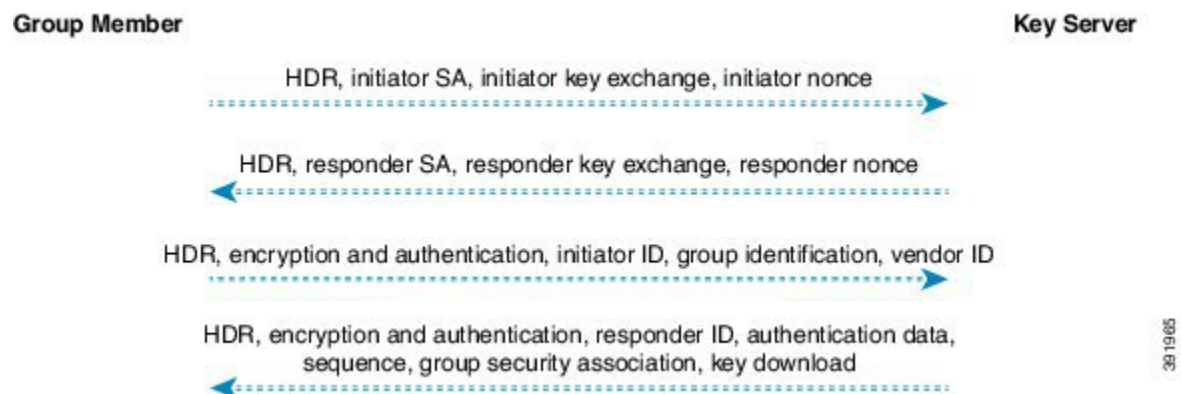 Group Member
Key Server
HDR, initiator SA, initiator key exchange, initiator nonce
HDR, responder SA, responder key exchange, responder nonce
HDR, encryption and authentication, initiator ID, group identification, vendor ID
HDR, encryption and authentication, responder ID, authentication data,
sequence, group security association, key download
391965